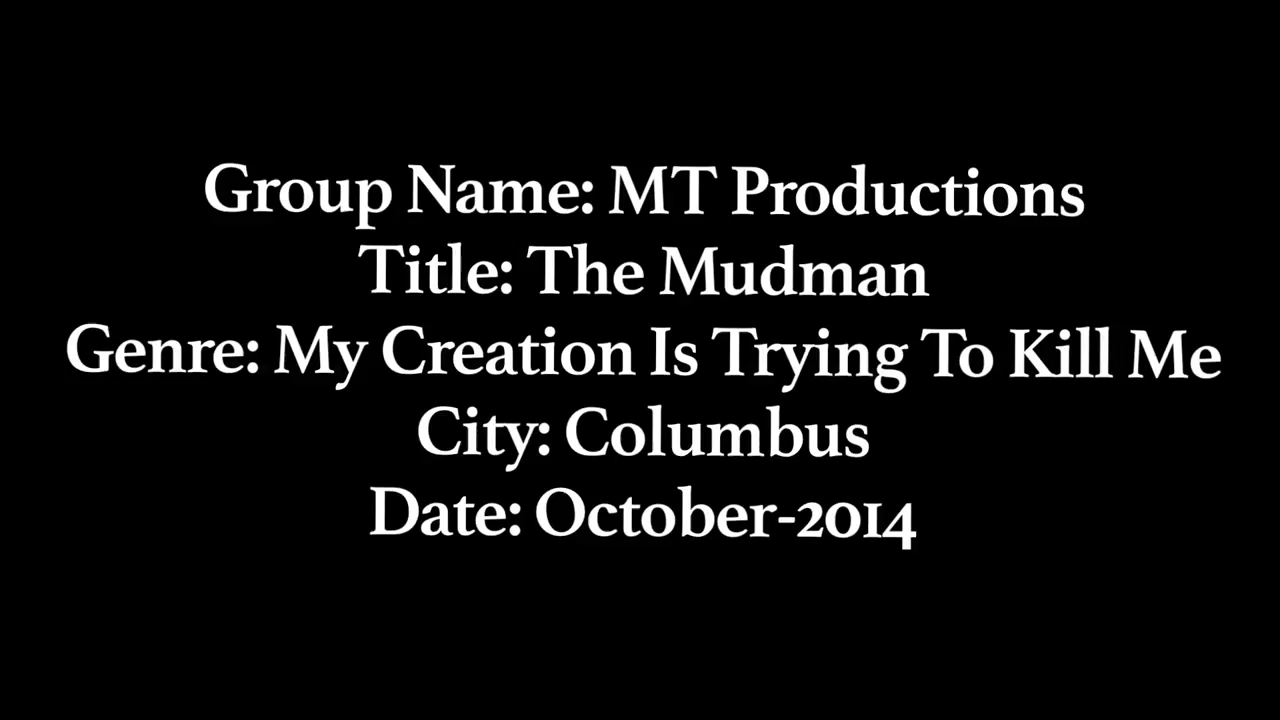 Group Name: MT Productions
Title: The Mudman
Genre: My Creation Is Trying To Kill Me
City: Columbus
Date: October-2014